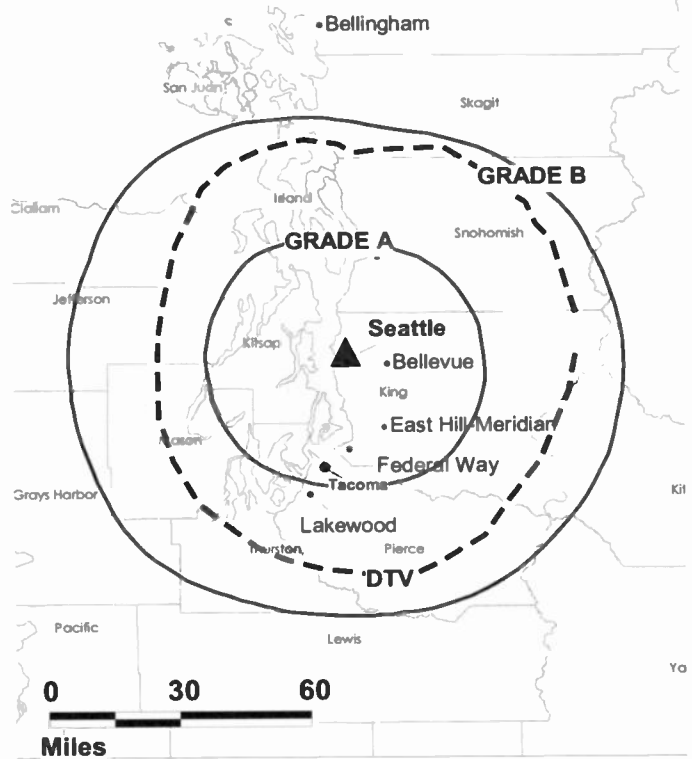 Bellingham
San Juan
Skagit
GRADE B
Island
Clallam
Snohomish
GRADE A
Jefferson
Seattle
Kitsap
Bellevue
King
East Hill-Meridian
Mason
Federal Way
Tacoma
Grays Harbor
Kit
Lakewood
Thurston
Pierce
DTV
Pacific
Lewis
Ya
0 30 60
Miles